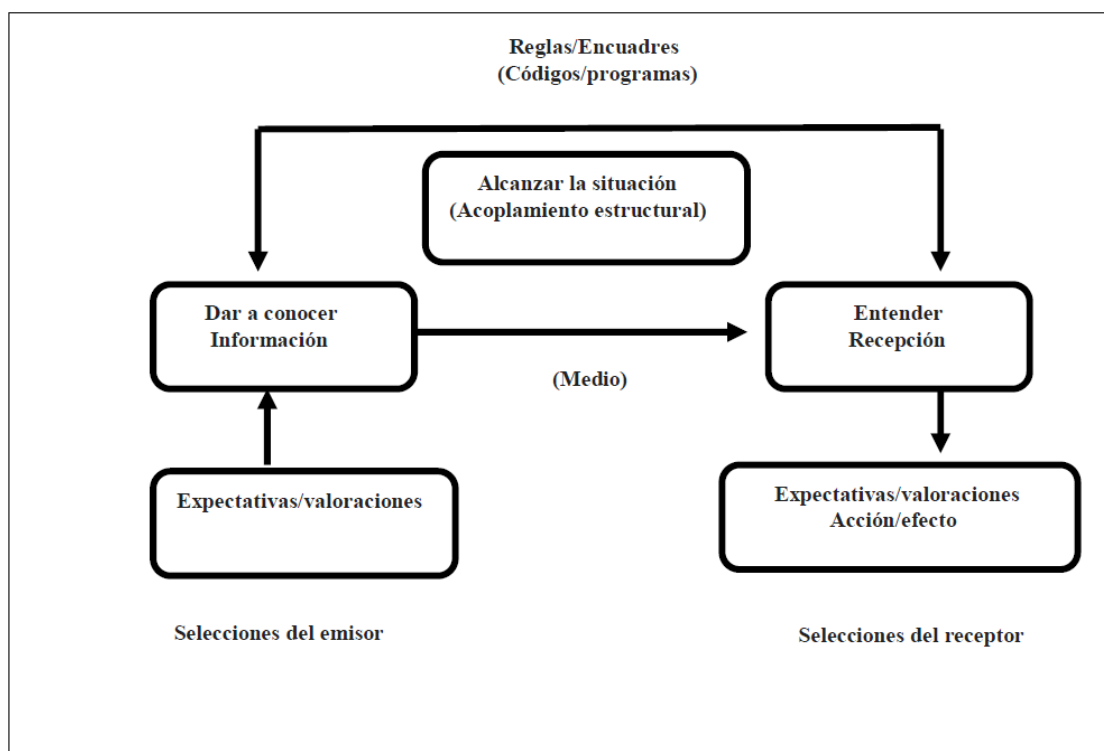 Reglas/Encuadres
(Códigos/programas)
Alcanzar la situación
(Acoplamiento estructural)
Dar a conocer
Información
Entender
Recepción
(Medio)
Expectativas/valoraciones
Expectativas/valoraciones
Acción/efecto
Selecciones del emisor
Selecciones del receptor